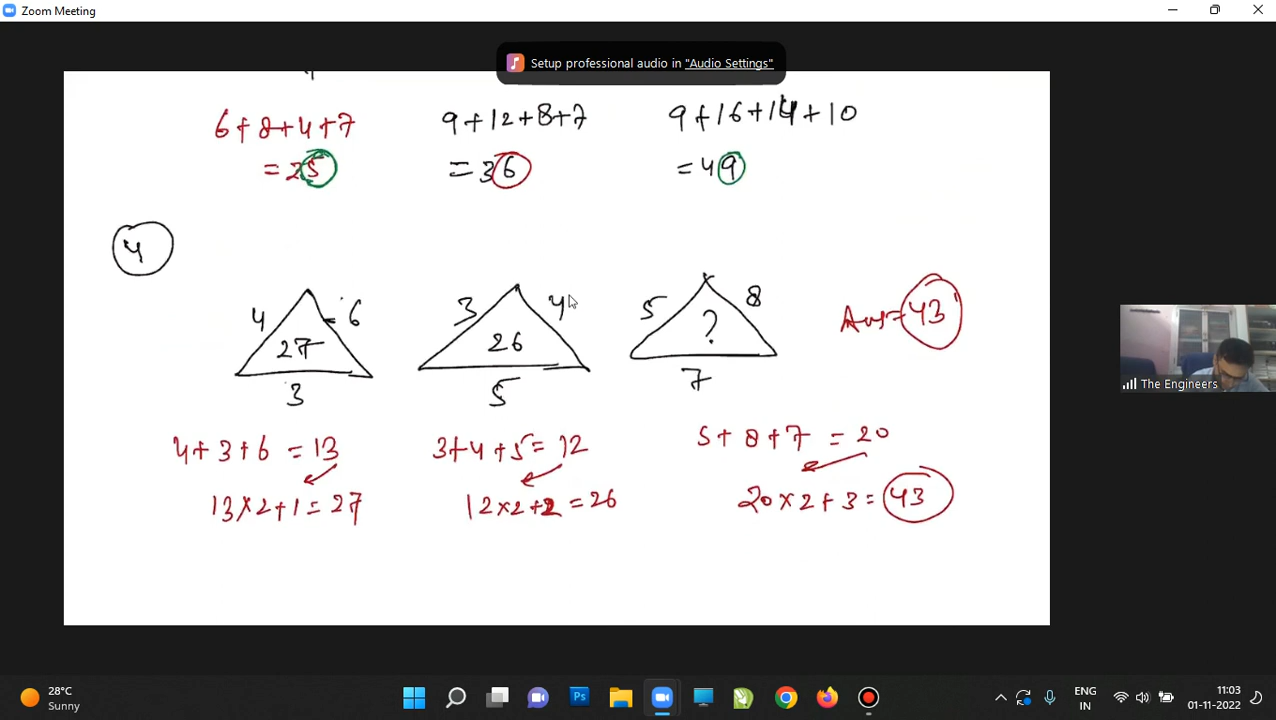 Zoom Meeting
Setup professional audio in "Audio Settings"
6+8+4+7
= 25
9+12+8+7
= 36
9+16+14+10
= 49
4
4 6
27
3
3 4
26
5
5 8
?
7
Ans= 43
4+3+6 = 13
13×2+1 = 27
3+4+5 = 12
12×2+2 = 26
5+8+7 = 20
20×2+3 = 43
The Engineers
28°C
Sunny
Ps
ENG
IN
11:03
01-11-2022